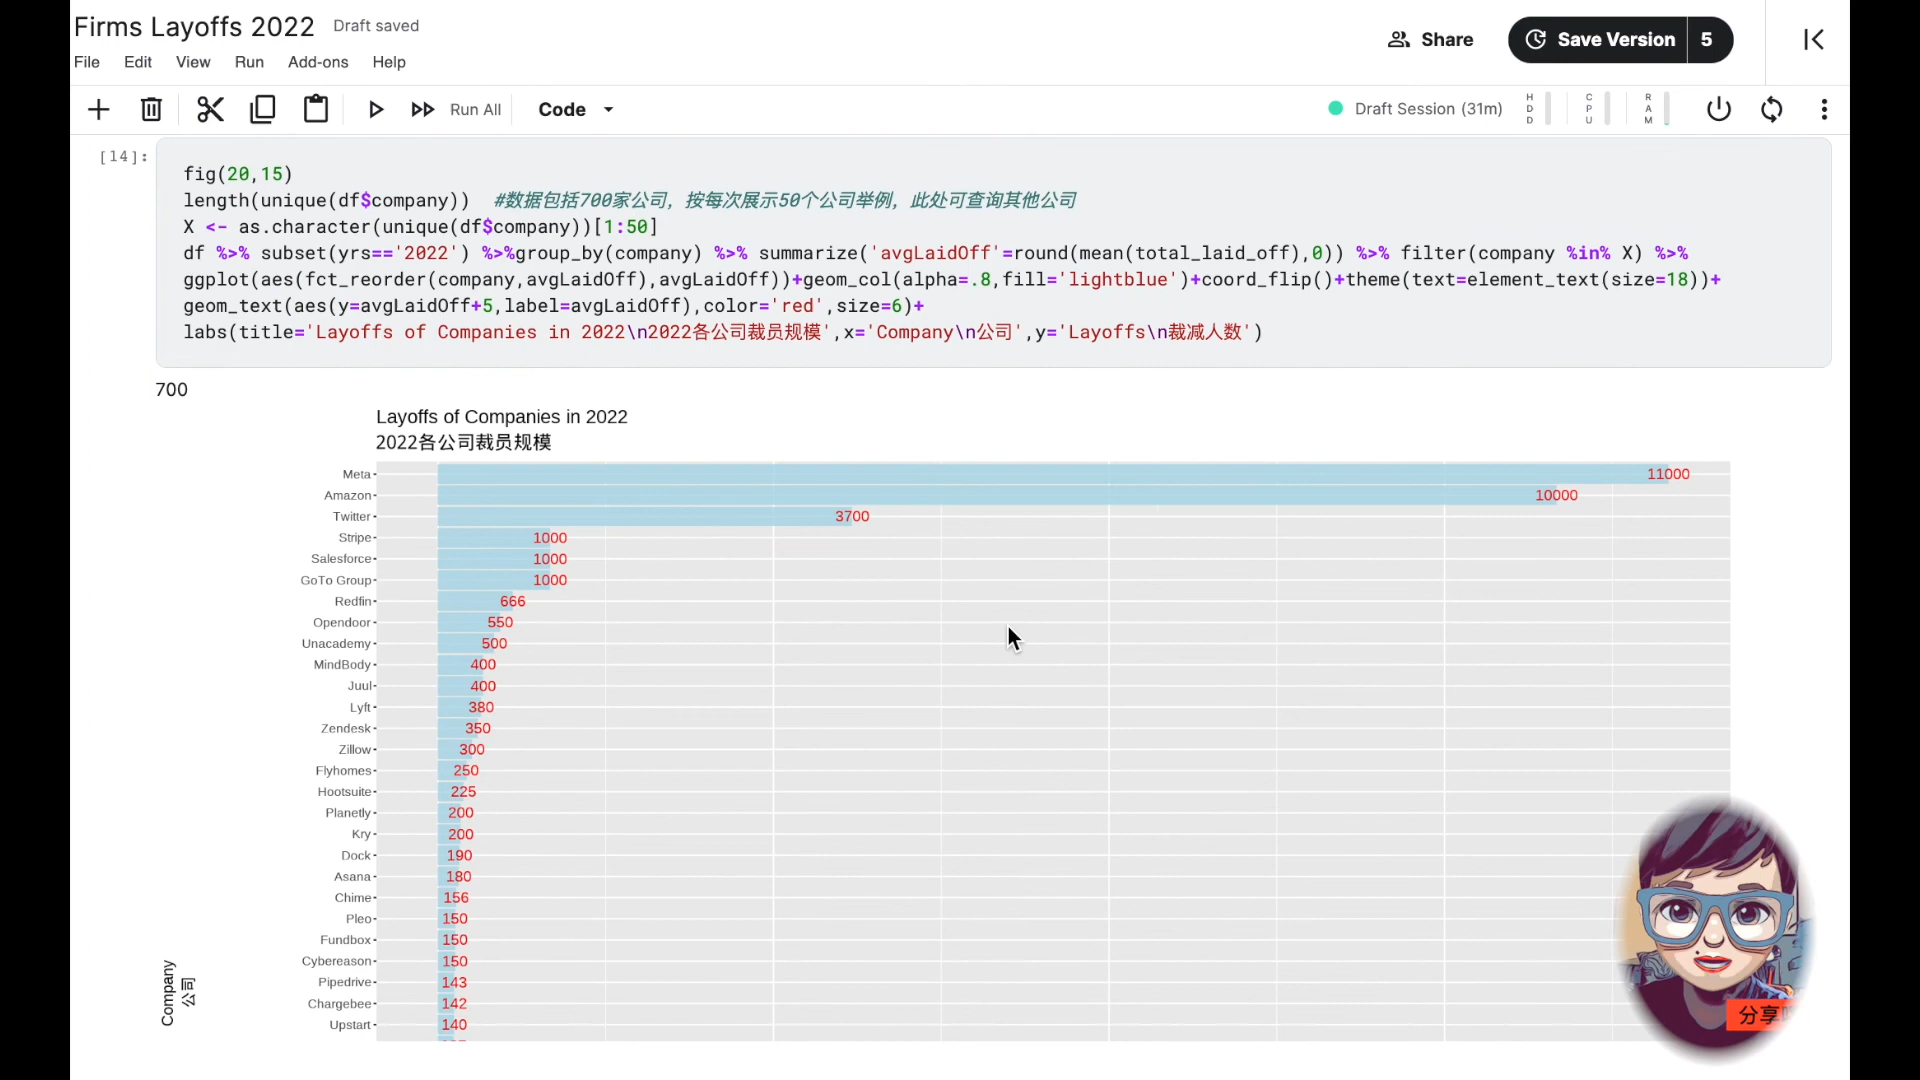 Firms Layoffs 2022 Draft saved
Share
Save Version 5
File Edit View Run Add-ons Help
Run All Code Draft Session (31m) HDD CPU RAM
[14]:
fig(20,15)
length(unique(df$company))  #数据包括700家公司，按每次展示50个公司举例，此处可查询其他公司
X <- as.character(unique(df$company))[1:50]
df %>% subset(yrs=='2022') %>%group_by(company) %>% summarize('avgLaidOff'=round(mean(total_laid_off),0)) %>% filter(company %in% X) %>%
ggplot(aes(fct_reorder(company,avgLaidOff),avgLaidOff))+geom_col(alpha=.8,fill='lightblue')+coord_flip()+theme(text=element_text(size=18))+
geom_text(aes(y=avgLaidOff+5,label=avgLaidOff),color='red',size=6)+
labs(title='Layoffs of Companies in 2022\n2022各公司裁员规模',x='Company\n公司',y='Layoffs\n裁减人数')
700
Layoffs of Companies in 2022
2022各公司裁员规模
Meta 11000
Amazon 10000
Twitter 3700
Stripe 1000
Salesforce 1000
GoTo Group 1000
Redfin 666
Opendoor 550
Unacademy 500
MindBody 400
Juul 400
Lyft 380
Zendesk 350
Zillow 300
Flyhomes 250
Hootsuite 225
Planetly 200
Kry 200
Dock 190
Asana 180
Chime 156
Pleo 150
Fundbox 150
Cybereason 150
Pipedrive 143
Chargebee 142
Upstart 140
Company
公司
分享